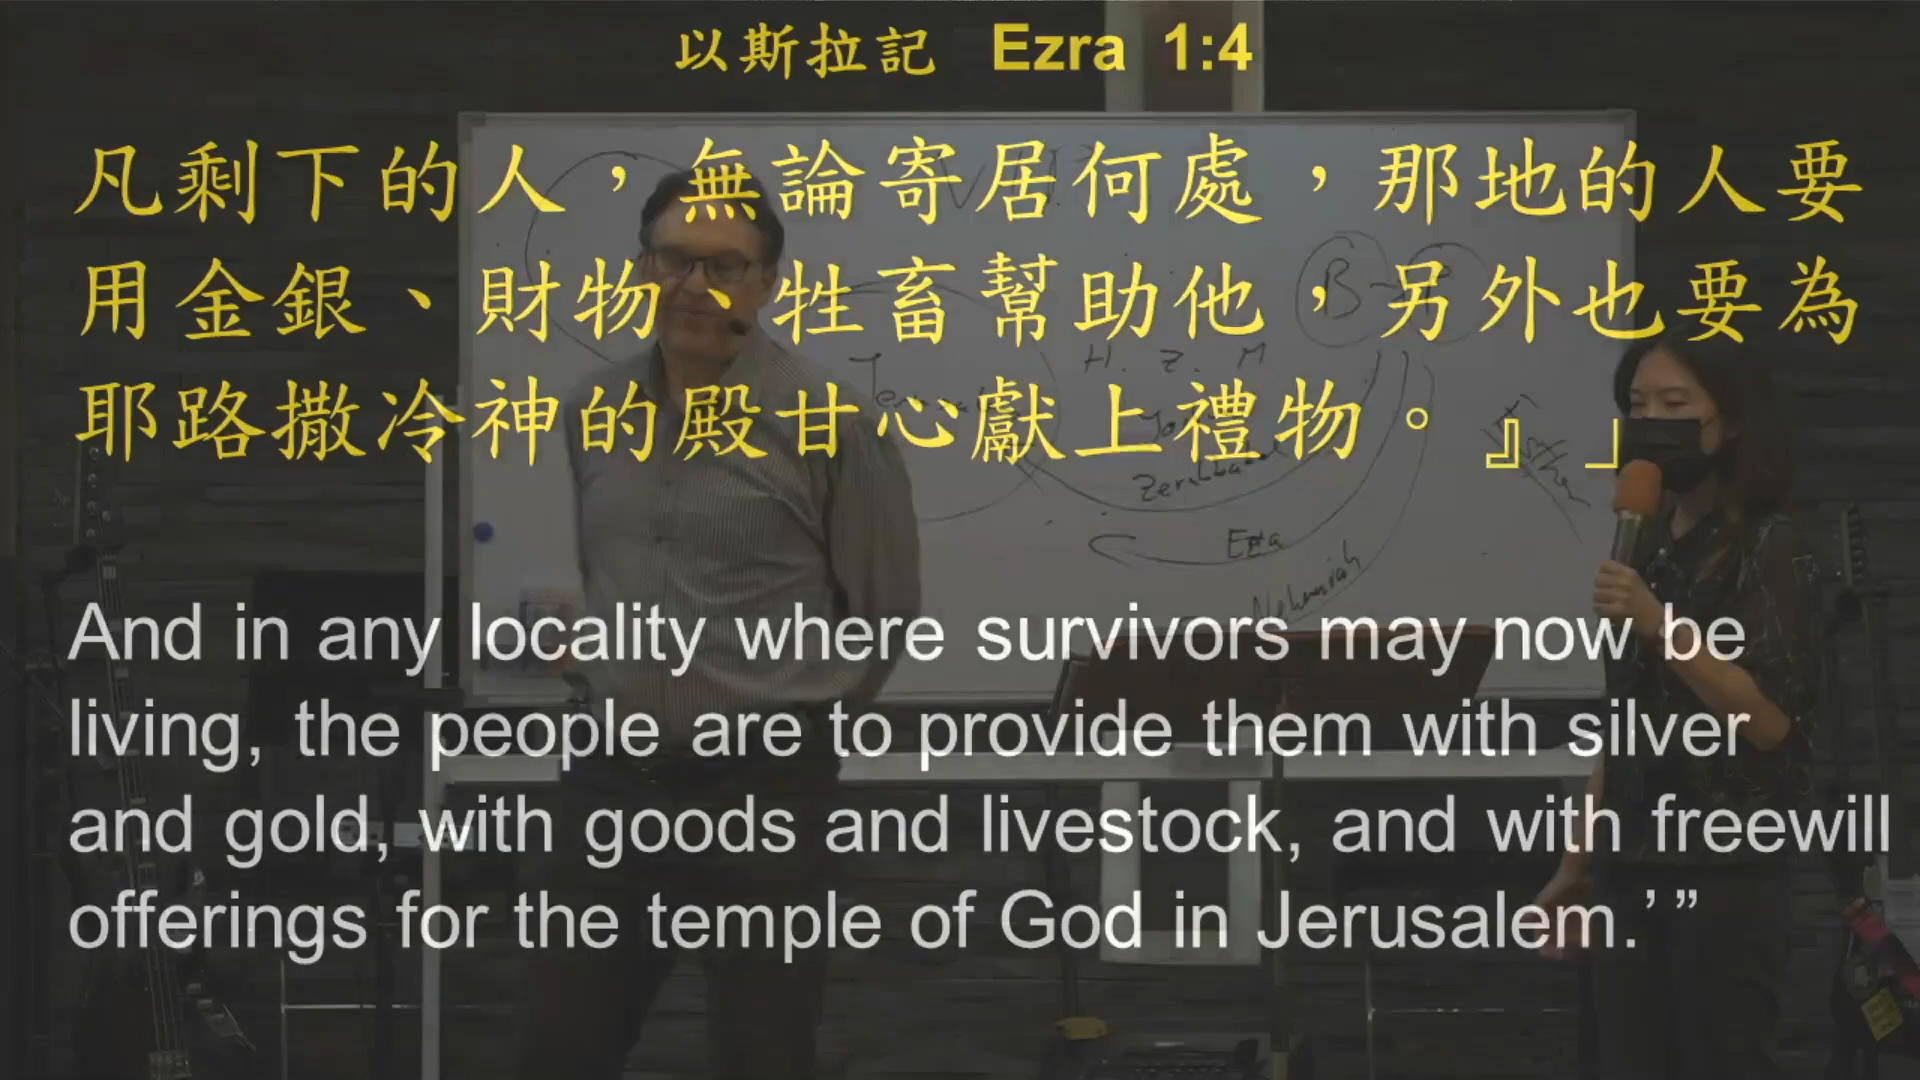 以斯拉記 Ezra 1:4
凡剩下的人，無論寄居何處，那地的人要
用金銀、財物、牲畜幫助他，另外也要為
耶路撒冷神的殿甘心獻上禮物。』」
And in any locality where survivors may now be
living, the people are to provide them with silver
and gold, with goods and livestock, and with freewill
offerings for the temple of God in Jerusalem.’”
B
H. Z. M
Ezra
Nehemiah